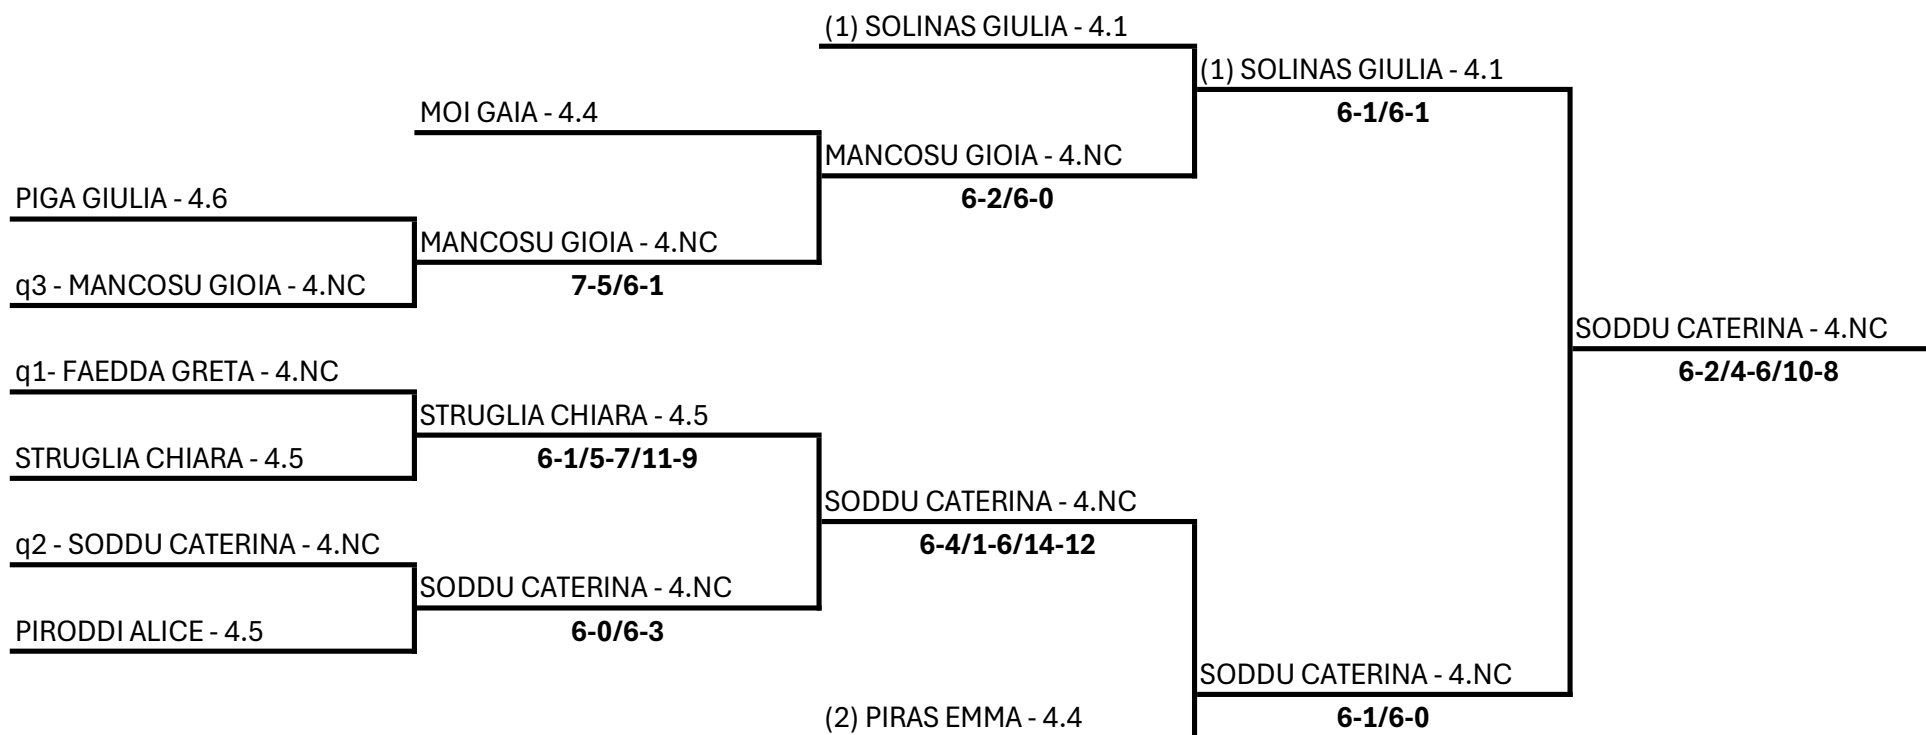 (1) SOLINAS GIULIA - 4.1
(1) SOLINAS GIULIA - 4.1
6-1/6-1
MOI GAIA - 4.4
MANCOSU GIOIA - 4.NC
6-2/6-0
PIGA GIULIA - 4.6
MANCOSU GIOIA - 4.NC
7-5/6-1
q3 - MANCOSU GIOIA - 4.NC
SODDU CATERINA - 4.NC
6-2/4-6/10-8
q1- FAEDDA GRETA - 4.NC
STRUGLIA CHIARA - 4.5
6-1/5-7/11-9
STRUGLIA CHIARA - 4.5
SODDU CATERINA - 4.NC
6-4/1-6/14-12
q2 - SODDU CATERINA - 4.NC
SODDU CATERINA - 4.NC
6-0/6-3
PIRODDI ALICE - 4.5
SODDU CATERINA - 4.NC
6-1/6-0
(2) PIRAS EMMA - 4.4